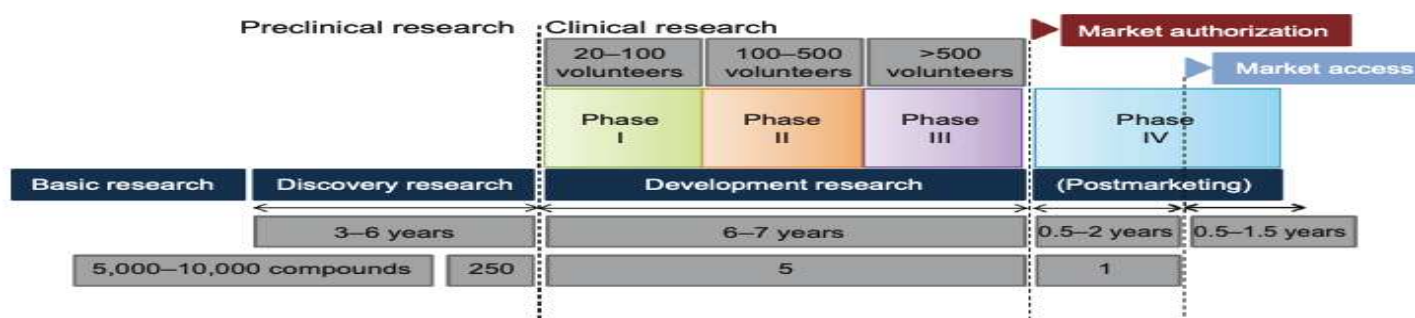 Preclinical research
Clinical research
Market authorization
Market access
20–100
volunteers
100–500
volunteers
>500
volunteers
Phase
I
Phase
II
Phase
III
Phase
IV
Basic research
Discovery research
Development research
(Postmarketing)
3–6 years
6–7 years
0.5–2 years
0.5–1.5 years
5,000–10,000 compounds
250
5
1